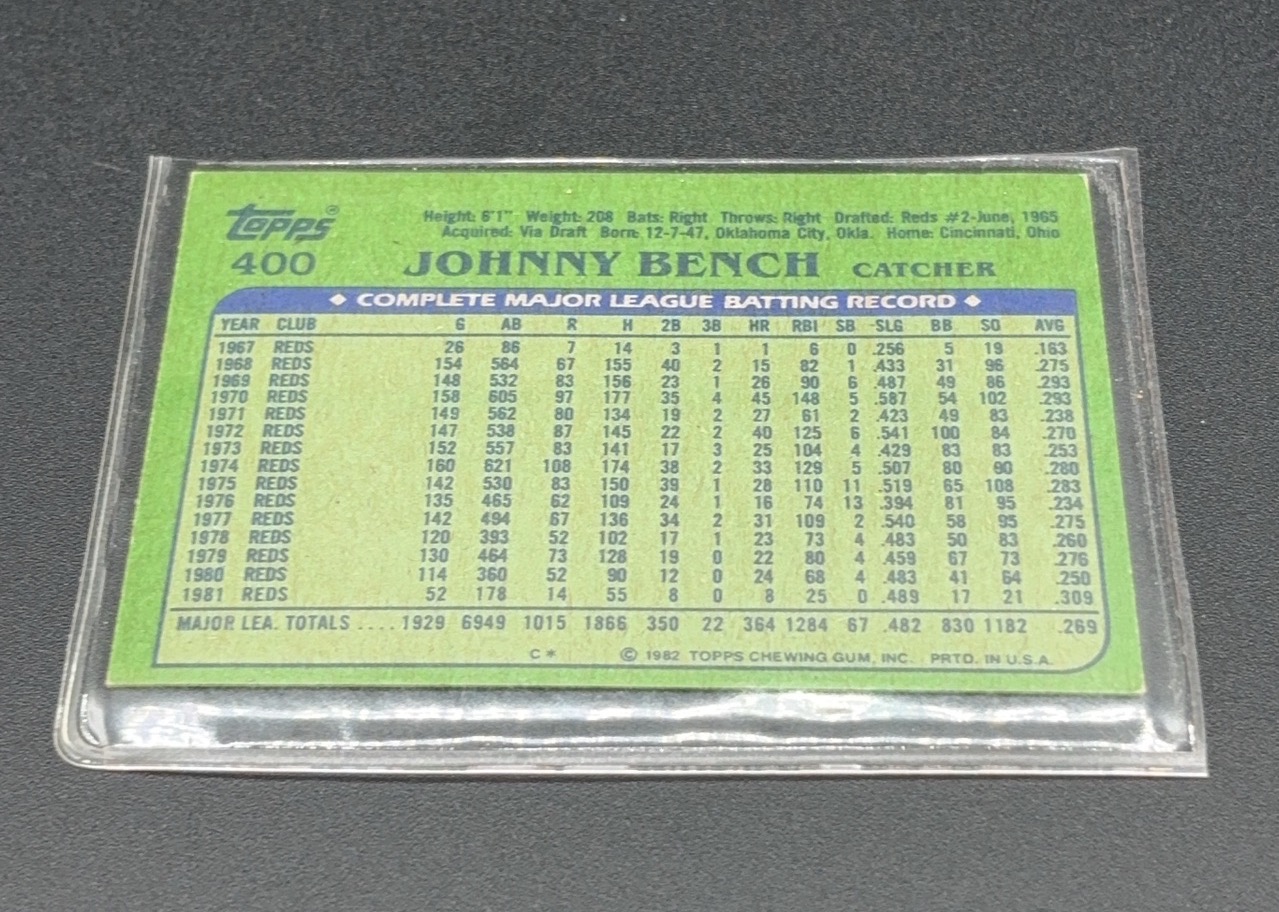 Topps®
Height: 6'1" Weight: 208 Bats: Right Throws: Right Drafted: Reds #2-June, 1965
Acquired: Via Draft Born: 12-7-47, Oklahoma City, Okla. Home: Cincinnati, Ohio
400 JOHNNY BENCH CATCHER
◆ COMPLETE MAJOR LEAGUE BATTING RECORD ◆
YEAR CLUB G AB R H 2B 3B HR RBI SB SLG BB SO AVG
1967 REDS 26 86 7 14 3 1 1 6 0 .256 5 19 .163
1968 REDS 154 564 67 155 40 2 15 82 1 .433 31 96 .275
1969 REDS 148 532 83 156 23 1 26 90 6 .487 49 86 .293
1970 REDS 158 605 97 177 35 4 45 148 5 .587 54 102 .293
1971 REDS 149 562 80 134 19 2 27 61 2 .423 49 83 .238
1972 REDS 147 538 87 145 22 2 40 125 6 .541 100 84 .270
1973 REDS 152 557 83 141 17 3 25 104 4 .429 83 83 .253
1974 REDS 160 621 108 174 38 2 33 129 5 .507 80 90 .280
1975 REDS 142 530 83 150 39 1 28 110 11 .519 65 108 .283
1976 REDS 135 465 62 109 24 1 16 74 13 .394 81 95 .234
1977 REDS 142 494 67 136 34 2 31 109 2 .540 58 95 .275
1978 REDS 120 393 52 102 17 1 23 73 4 .483 50 83 .260
1979 REDS 130 464 73 128 19 0 22 80 4 .459 67 73 .276
1980 REDS 114 360 52 90 12 0 24 68 4 .483 41 64 .250
1981 REDS 52 178 14 55 8 0 8 25 0 .489 17 21 .309
MAJOR LEA. TOTALS .... 1929 6949 1015 1866 350 22 364 1284 67 .482 830 1182 .269
C* © 1982 TOPPS CHEWING GUM, INC. PRTD. IN U.S.A.